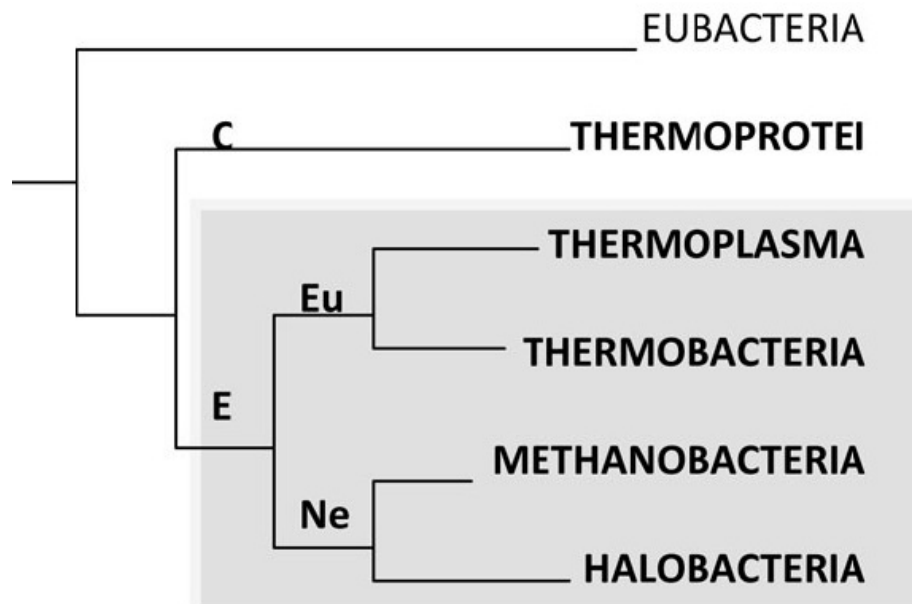 EUBACTERIA
C
THERMOPROTEI
THERMOPLASMA
Eu
THERMOBACTERIA
E
METHANOBACTERIA
Ne
HALOBACTERIA